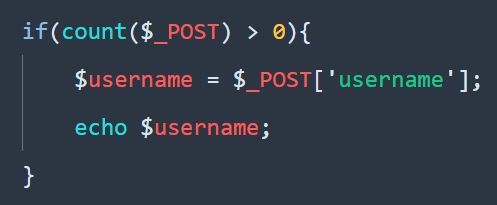 if(count($_POST) > 0){
$username = $_POST['username'];
echo $username;
}